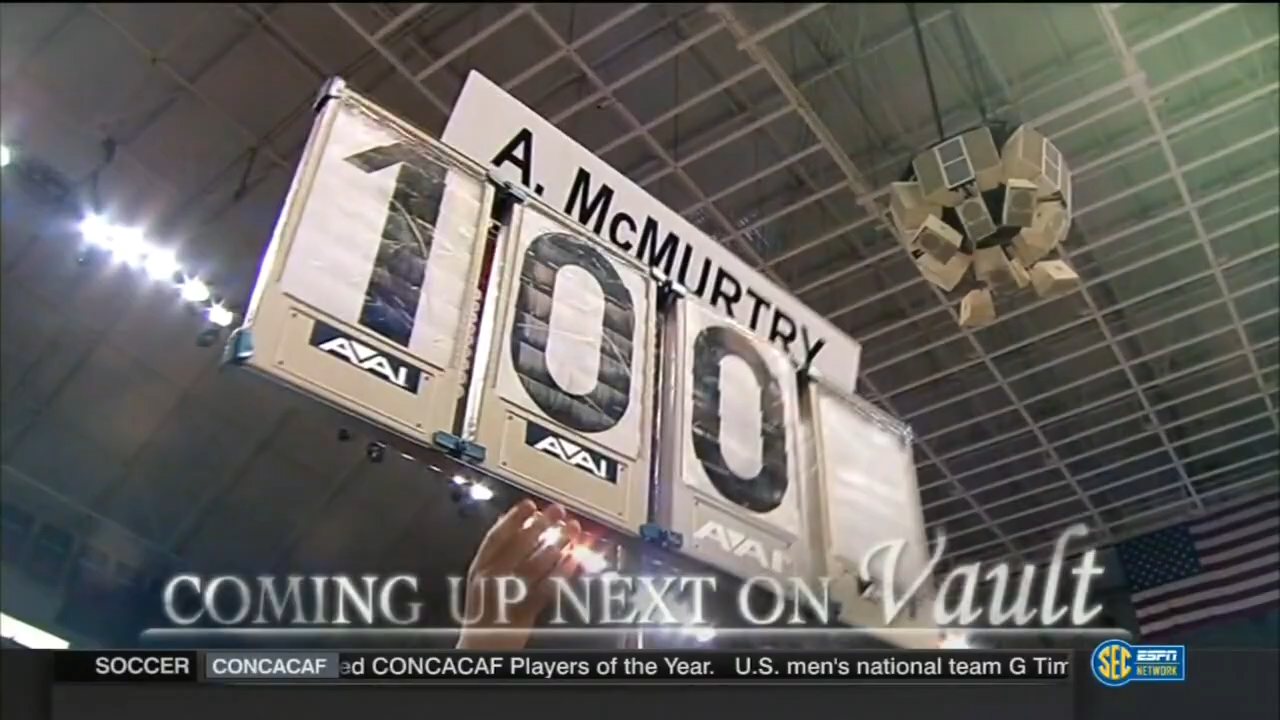 A. McMURTRY
100
AVAI
AVAI
AVAI
COMING UP NEXT ON Vault
SOCCER CONCACAF ed CONCACAF Players of the Year. U.S. men's national team G Tim
SEC ESPN NETWORK